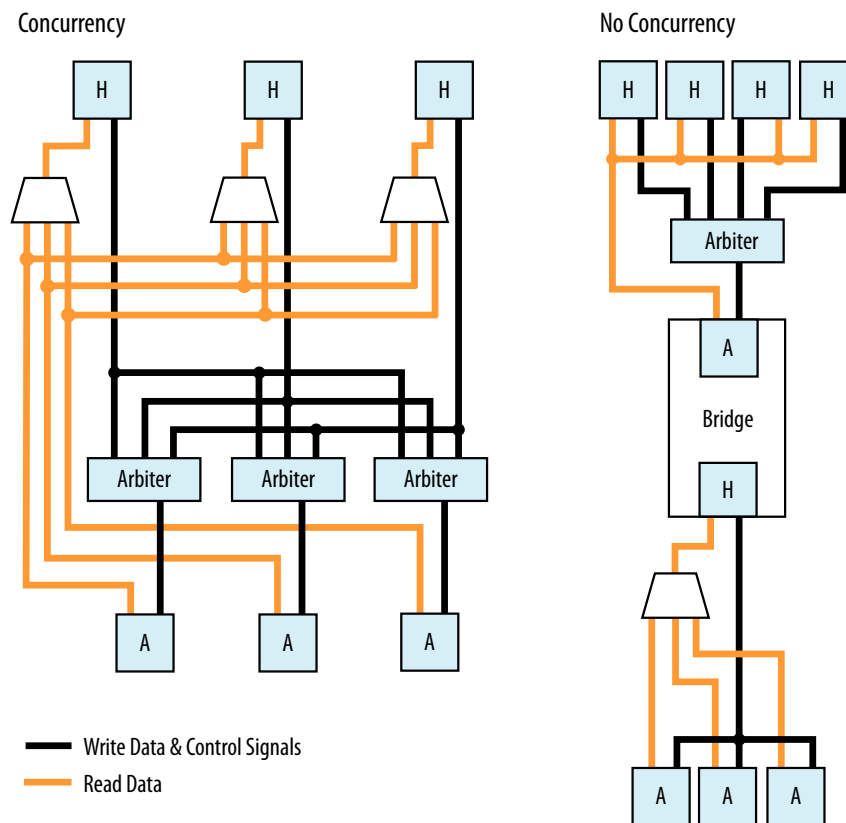 Concurrency
H
H
H
Arbiter
Arbiter
Arbiter
A
A
A
Write Data & Control Signals
Read Data
No Concurrency
H
H
H
H
Arbiter
A
Bridge
H
A
A
A